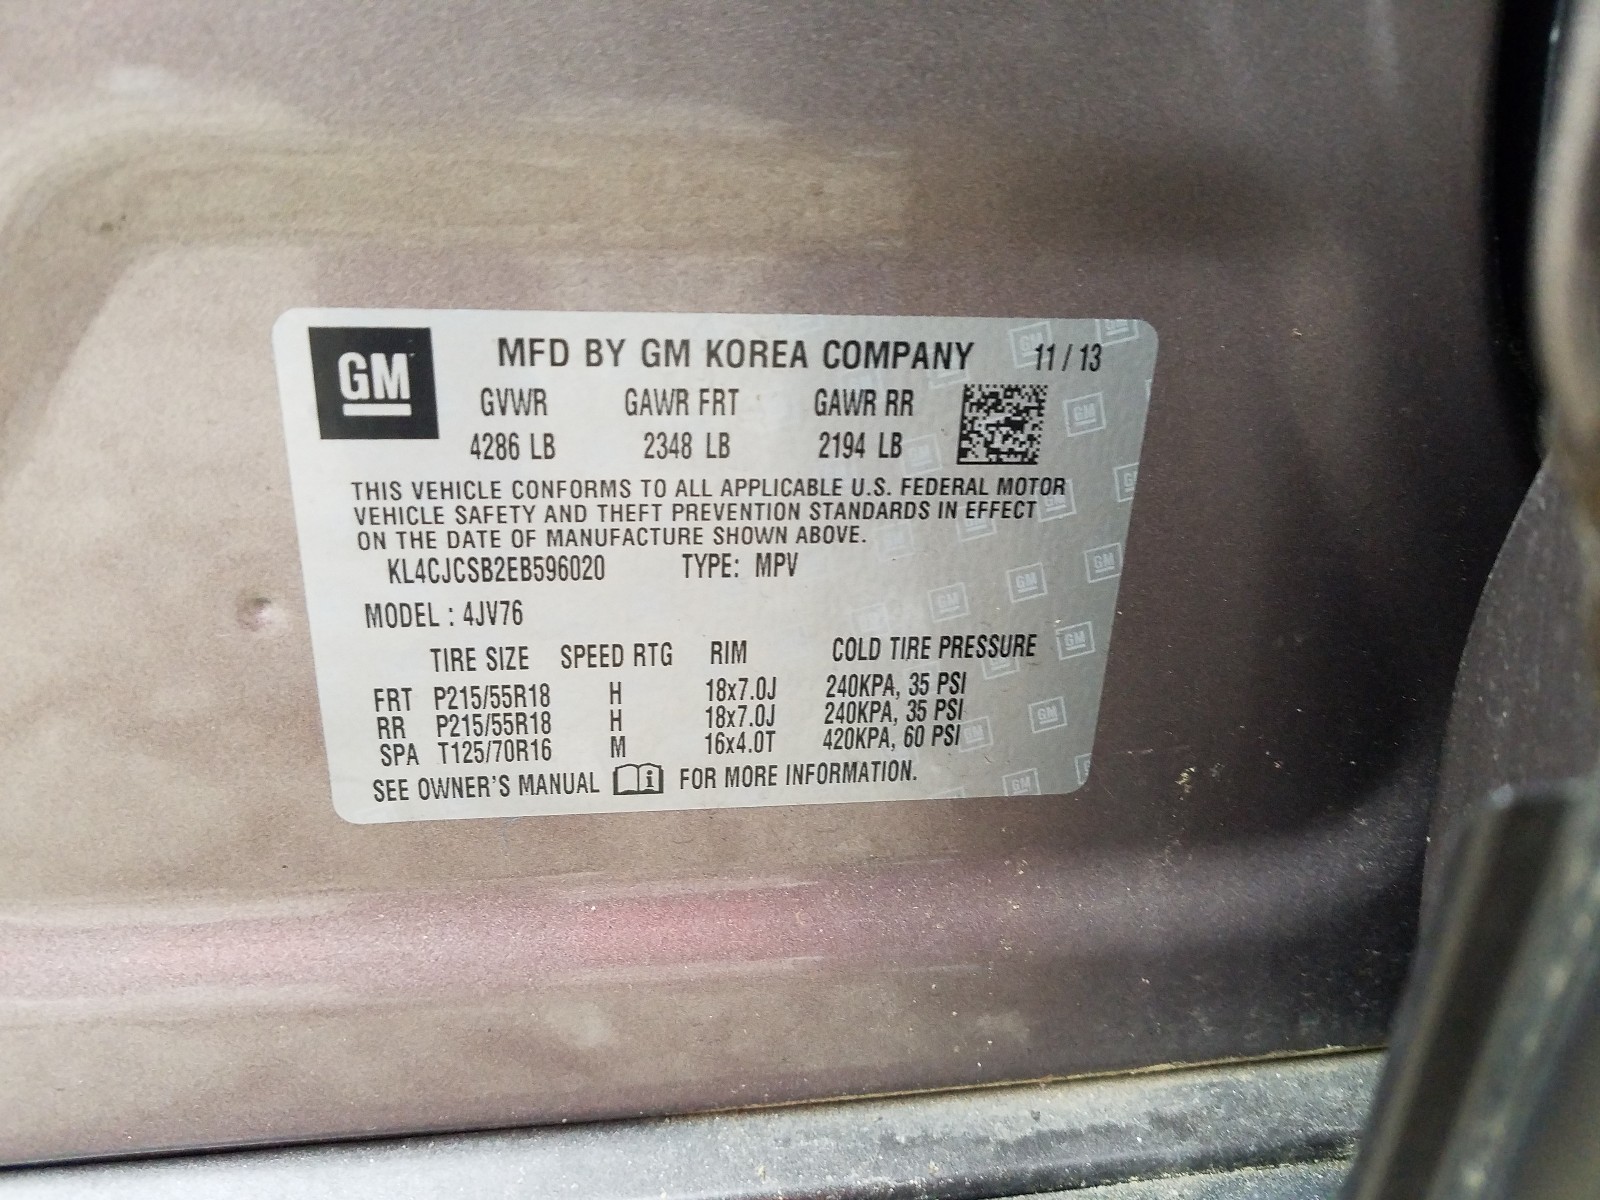 GM MFD BY GM KOREA COMPANY 11 / 13
GVWR GAWR FRT GAWR RR
4286 LB 2348 LB 2194 LB
THIS VEHICLE CONFORMS TO ALL APPLICABLE U.S. FEDERAL MOTOR
VEHICLE SAFETY AND THEFT PREVENTION STANDARDS IN EFFECT
ON THE DATE OF MANUFACTURE SHOWN ABOVE.
KL4CJCSB2EB596020 TYPE: MPV
MODEL : 4JV76
TIRE SIZE SPEED RTG RIM COLD TIRE PRESSURE
FRT P215/55R18 H 18x7.0J 240KPA, 35 PSI
RR P215/55R18 H 18x7.0J 240KPA, 35 PSI
SPA T125/70R16 M 16x4.0T 420KPA, 60 PSI
SEE OWNER'S MANUAL i FOR MORE INFORMATION.